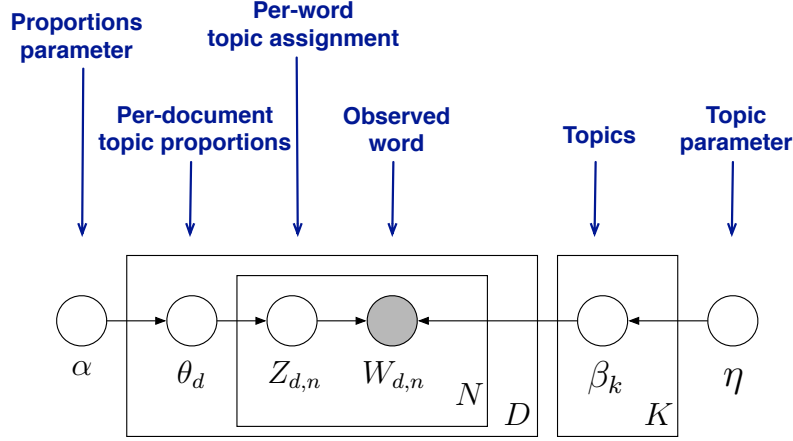 Proportions
parameter
Per-word
topic assignment
Per-document
topic proportions
Observed
word
Topics
Topic
parameter
α
θd
Zd,n
Wd,n
N
D
βk
K
η